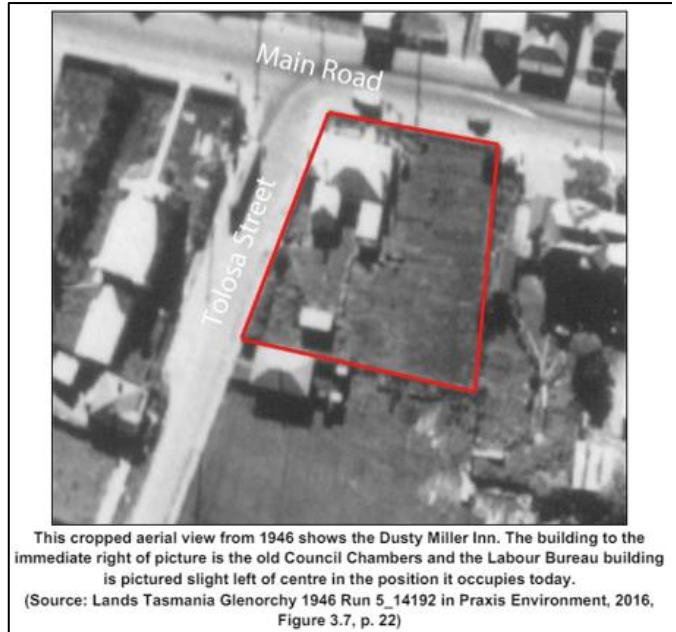 Main Road
Tolosa Street
This cropped aerial view from 1946 shows the Dusty Miller Inn. The building to the
immediate right of picture is the old Council Chambers and the Labour Bureau building
is pictured slight left of centre in the position it occupies today.
(Source: Lands Tasmania Glenorchy 1946 Run 5_14192 in Praxis Environment, 2016,
Figure 3.7, p. 22)